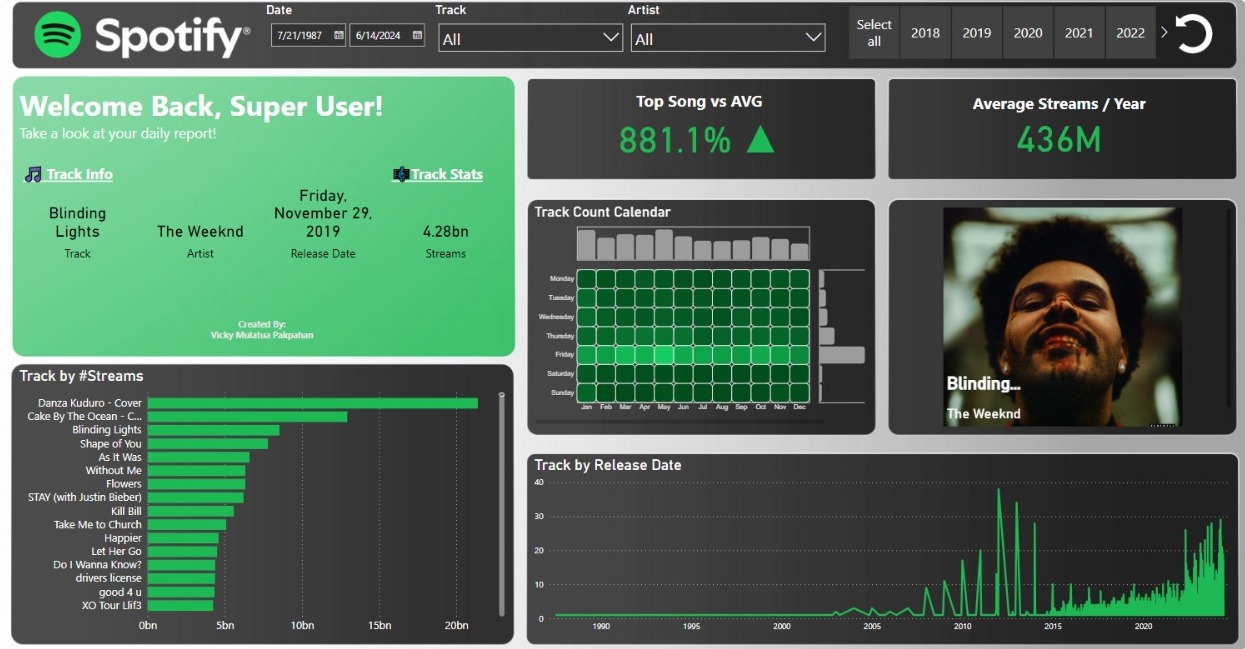 Spotify®
Date
7/21/1987
6/14/2024
Track
All
Artist
All
Select all
2018
2019
2020
2021
2022
Welcome Back, Super User!
Take a look at your daily report!
Track Info
Track Stats
Blinding Lights
Track
The Weeknd
Artist
Friday, November 29, 2019
Release Date
4.28bn
Streams
Created By:
Vicky Mulatua Pakpahan
Top Song vs AVG
881.1%
Average Streams / Year
436M
Track Count Calendar
Monday
Tuesday
Wednesday
Thursday
Friday
Saturday
Sunday
Jan Feb Mar Apr May Jun Jul Aug Sep Oct Nov Dec
Blinding...
The Weeknd
Track by #Streams
Danza Kuduro - Cover
Cake By The Ocean - C...
Blinding Lights
Shape of You
As It Was
Without Me
Flowers
STAY (with Justin Bieber)
Kill Bill
Take Me to Church
Happier
Let Her Go
Do I Wanna Know?
drivers license
good 4 u
XO Tour Llif3
0bn 5bn 10bn 15bn 20bn
Track by Release Date
40
30
20
10
0
1990 1995 2000 2005 2010 2015 2020